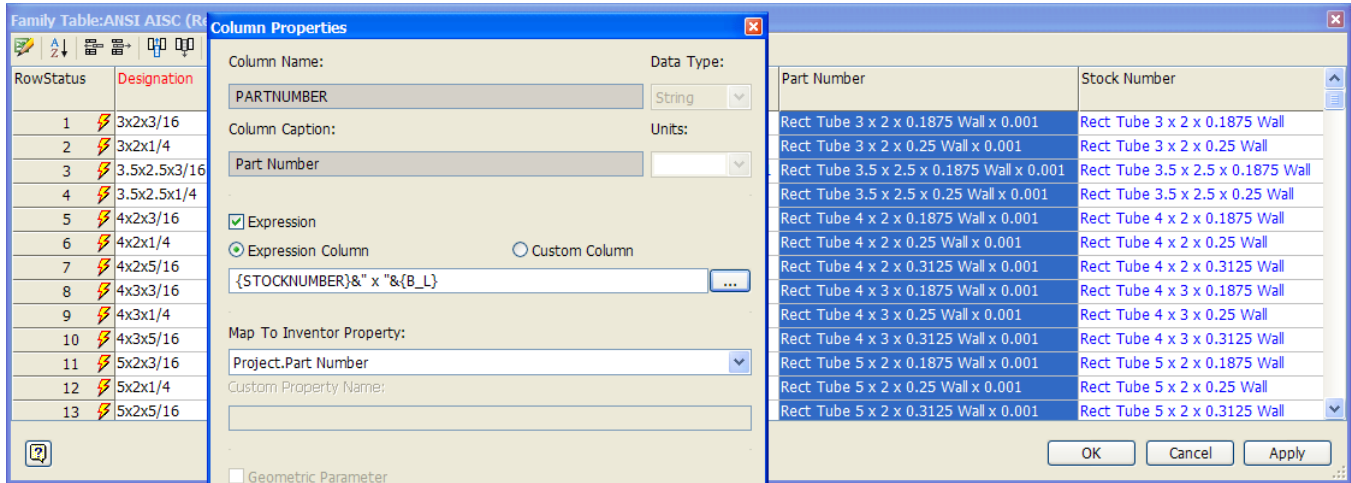 Family Table:ANSI AISC (Re
Column Properties
RowStatus Designation
Part Number Stock Number
1 3x2x3/16 Rect Tube 3 x 2 x 0.1875 Wall x 0.001 Rect Tube 3 x 2 x 0.1875 Wall
2 3x2x1/4 Rect Tube 3 x 2 x 0.25 Wall x 0.001 Rect Tube 3 x 2 x 0.25 Wall
3 3.5x2.5x3/16 Rect Tube 3.5 x 2.5 x 0.1875 Wall x 0.001 Rect Tube 3.5 x 2.5 x 0.1875 Wall
4 3.5x2.5x1/4 Rect Tube 3.5 x 2.5 x 0.25 Wall x 0.001 Rect Tube 3.5 x 2.5 x 0.25 Wall
5 4x2x3/16 Rect Tube 4 x 2 x 0.1875 Wall x 0.001 Rect Tube 4 x 2 x 0.1875 Wall
6 4x2x1/4 Rect Tube 4 x 2 x 0.25 Wall x 0.001 Rect Tube 4 x 2 x 0.25 Wall
7 4x2x5/16 Rect Tube 4 x 2 x 0.3125 Wall x 0.001 Rect Tube 4 x 2 x 0.3125 Wall
8 4x3x3/16 Rect Tube 4 x 3 x 0.1875 Wall x 0.001 Rect Tube 4 x 3 x 0.1875 Wall
9 4x3x1/4 Rect Tube 4 x 3 x 0.25 Wall x 0.001 Rect Tube 4 x 3 x 0.25 Wall
10 4x3x5/16 Rect Tube 4 x 3 x 0.3125 Wall x 0.001 Rect Tube 4 x 3 x 0.3125 Wall
11 5x2x3/16 Rect Tube 5 x 2 x 0.1875 Wall x 0.001 Rect Tube 5 x 2 x 0.1875 Wall
12 5x2x1/4 Rect Tube 5 x 2 x 0.25 Wall x 0.001 Rect Tube 5 x 2 x 0.25 Wall
13 5x2x5/16 Rect Tube 5 x 2 x 0.3125 Wall x 0.001 Rect Tube 5 x 2 x 0.3125 Wall
Column Name: Data Type:
PARTNUMBER String
Column Caption: Units:
Part Number
Expression
Expression Column Custom Column
{STOCKNUMBER}&" x "&{B_L} ...
Map To Inventor Property:
Project.Part Number
Custom Property Name:
Geometric Parameter
OK Cancel Apply